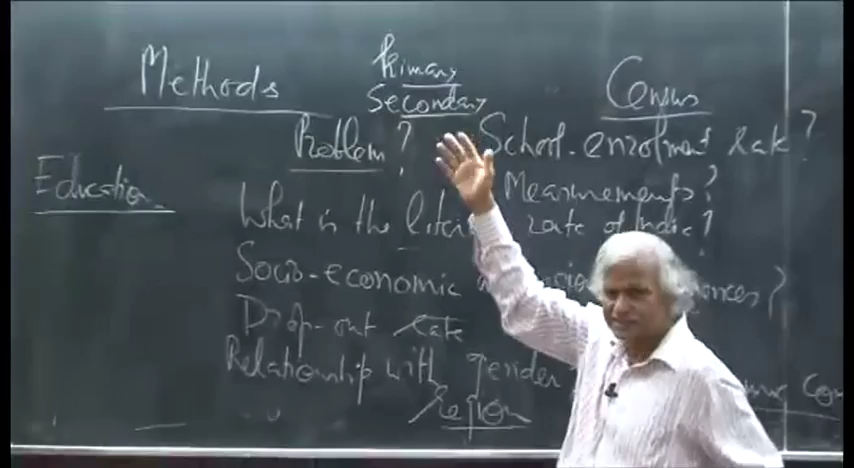 Methods Primary Census
Secondary
Problem? School-enrolment rate?
Education Measurements?
What is the rate of India?
Socio-economic
Drop-out rate
Relationship with gender
Region